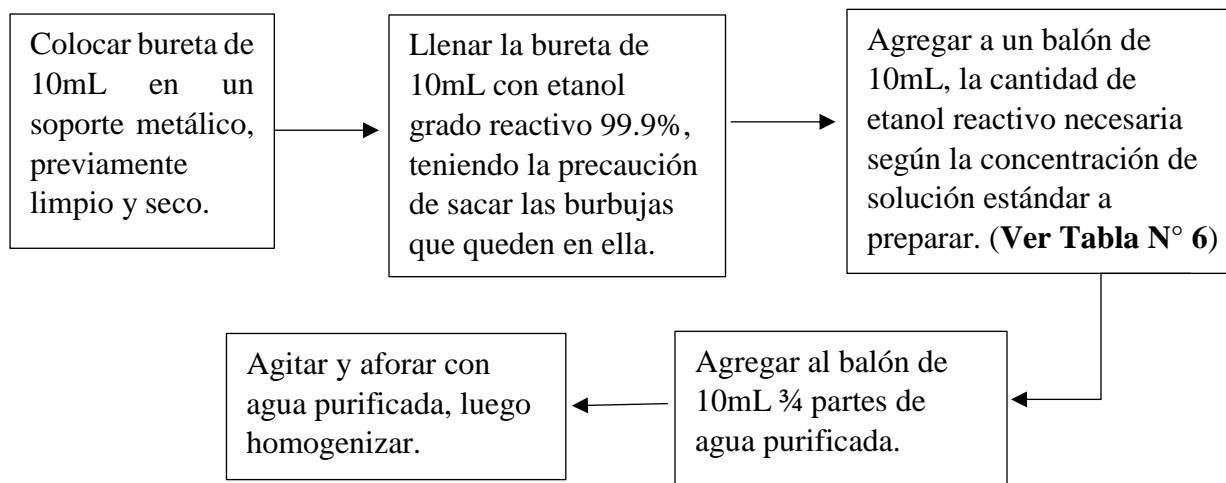 Colocar bureta de
10mL en un
soporte metálico,
previamente
limpio y seco.
Llenar la bureta de
10mL con etanol
grado reactivo 99.9%,
teniendo la precaución
de sacar las burbujas
que queden en ella.
Agregar a un balón de
10mL, la cantidad de
etanol reactivo necesaria
según la concentración de
solución estándar a
preparar. (Ver Tabla N° 6)
Agregar al balón de
10mL ¾ partes de
agua purificada.
Agitar y aforar con
agua purificada, luego
homogenizar.